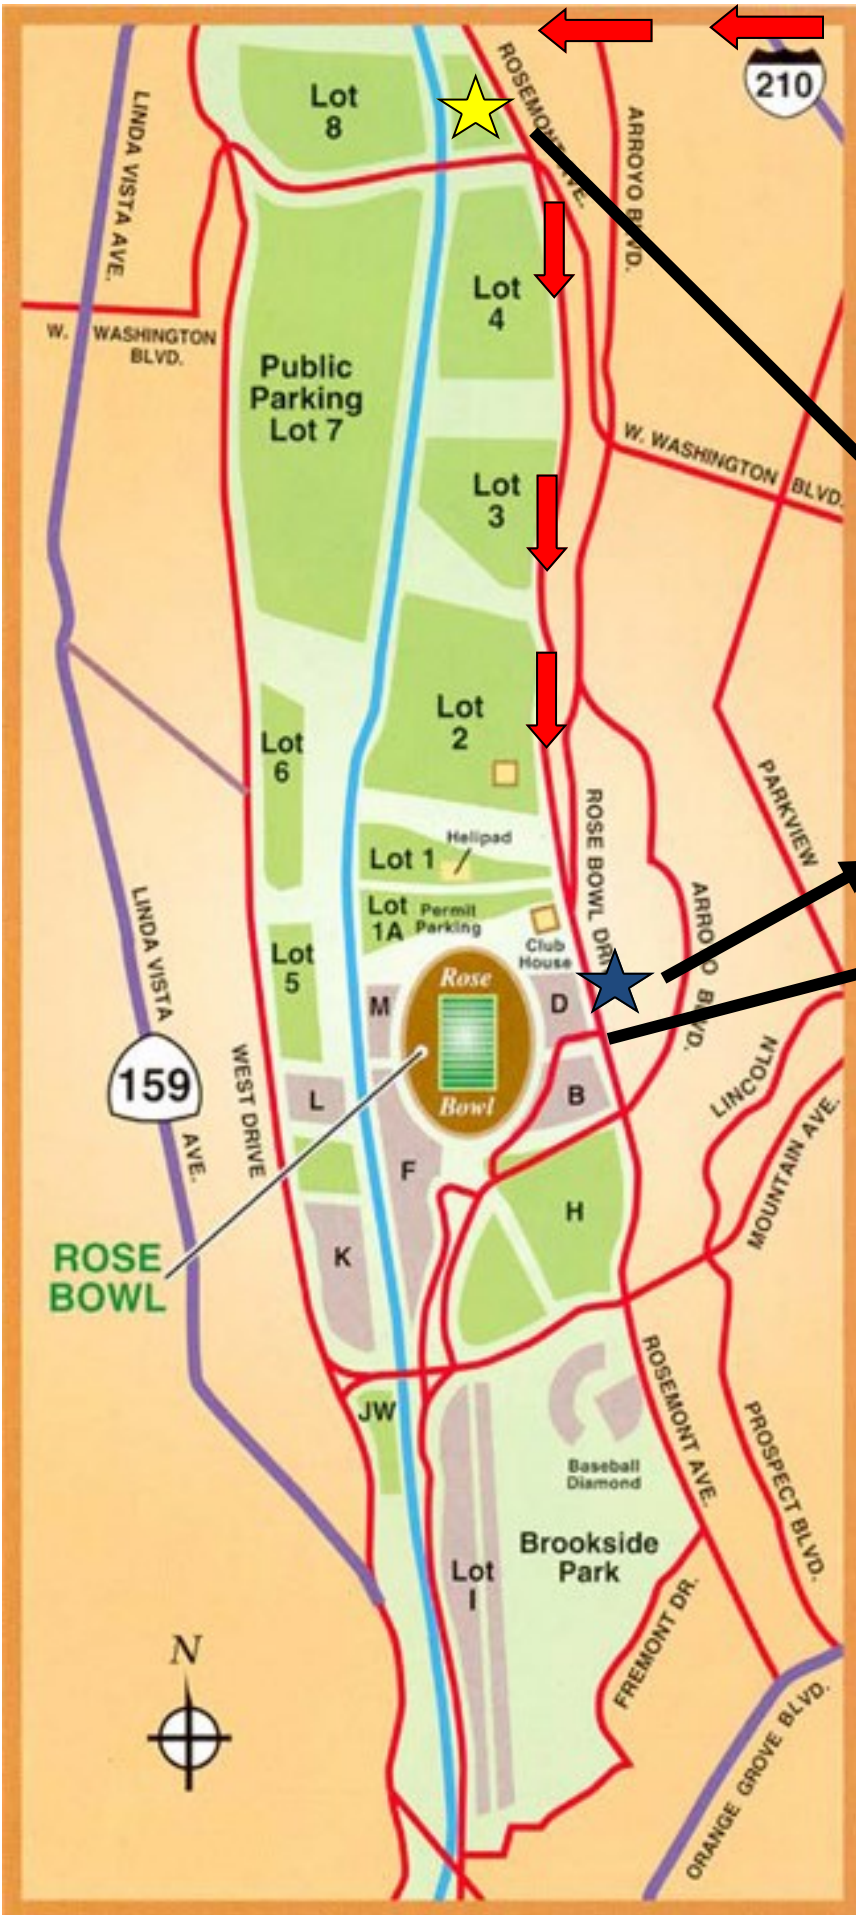 210
LINDA VISTA AVE.
Lot
8
ROSEMONT AVE.
ARROYO BLVD.
Lot
4
W. WASHINGTON
BLVD.
Public
Parking
Lot 7
W. WASHINGTON BLVD.
Lot
3
Lot
2
Lot
6
PARKVIEW
ROSE BOWL DRI
Helipad
Lot 1
Lot
1A
Permit
Parking
Club
House
ARROYO BLVD.
LINDA VISTA
AVE.
Lot
5
Rose
Bowl
M
D
159
WEST DRIVE
L
B
LINCOLN
MOUNTAIN AVE.
F
H
K
ROSE
BOWL
ROSEMONT AVE.
PROSPECT BLVD.
JW
Baseball
Diamond
Brookside
Park
Lot
I
FREMONT DR.
N
ORANGE GROVE BLVD.